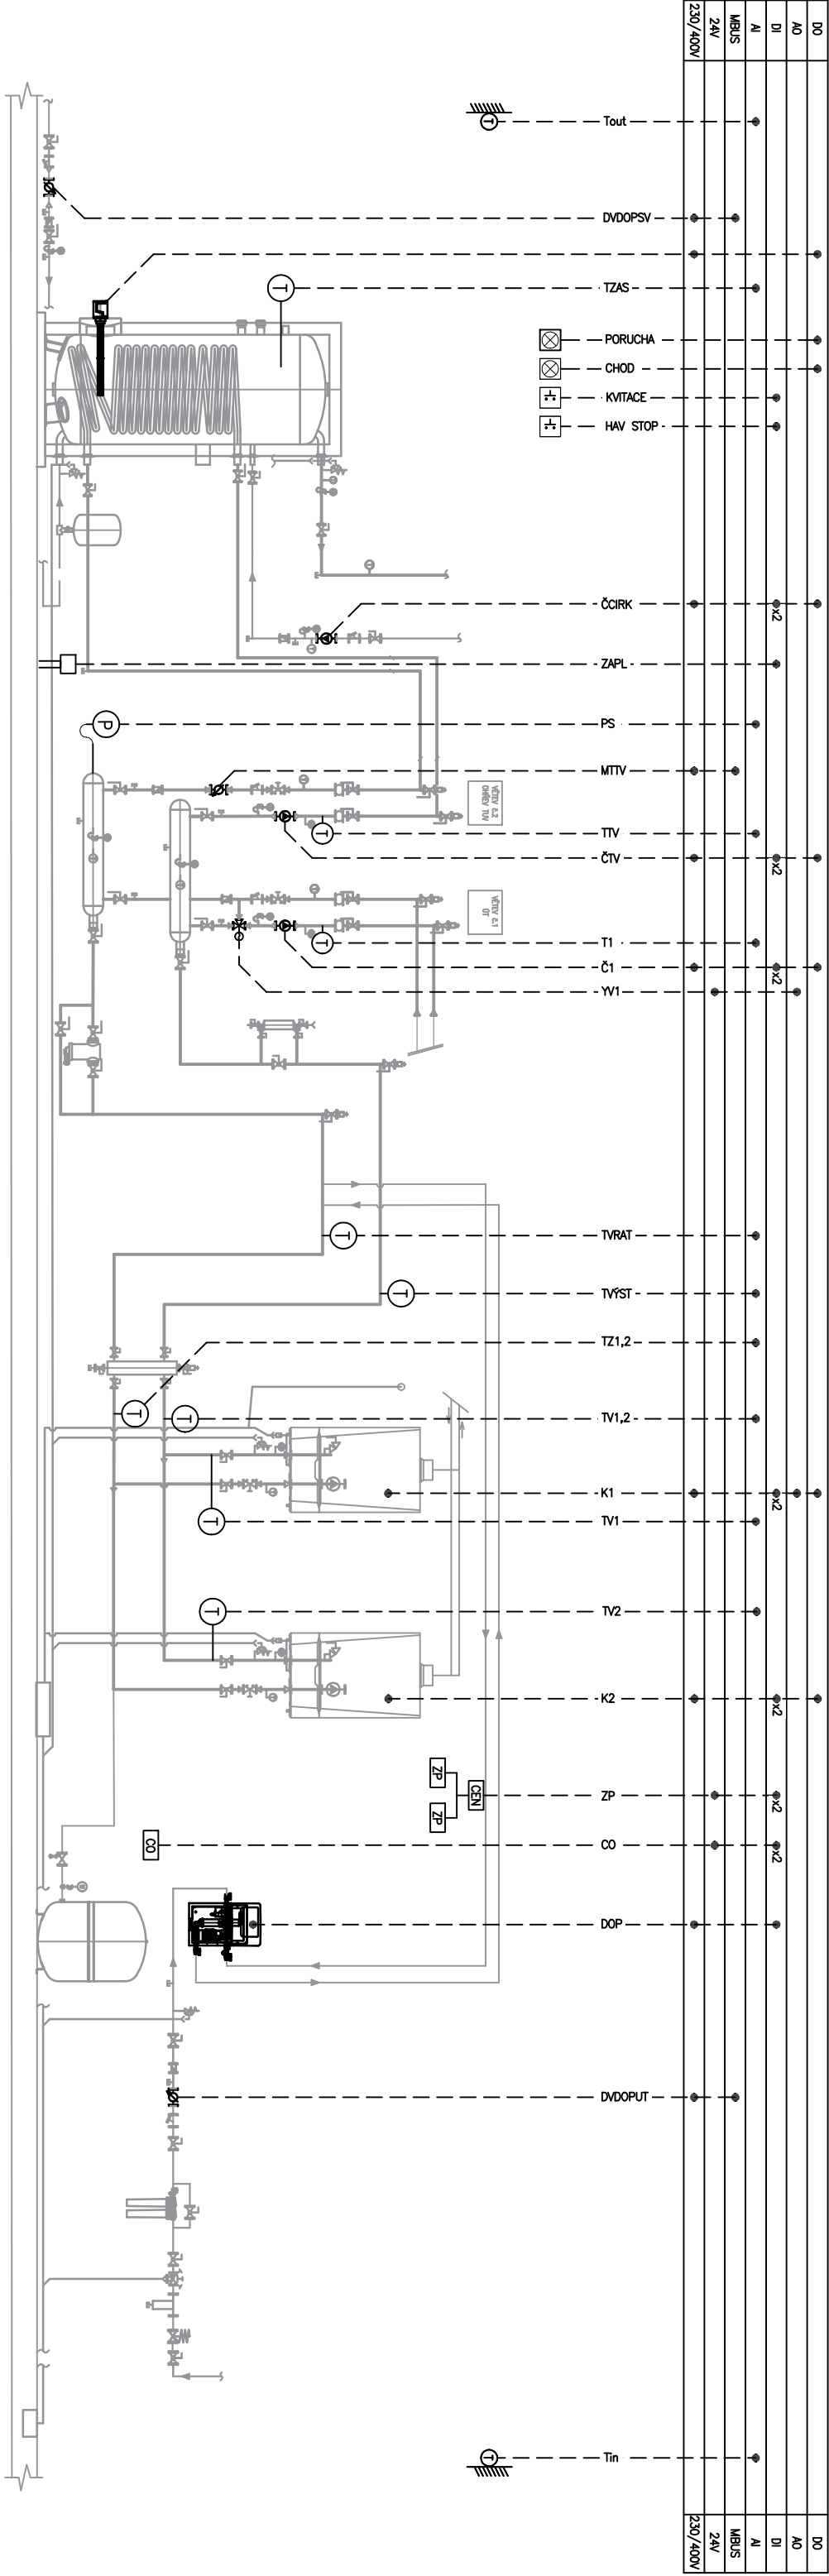 230/400V
24V
MBUS
AI
DI
AO
DO
T
Tout
DVDOPSV
T
TZAS
PORUCHA
CHOD
KVITACE
HAV STOP
ČCIRK
x2
ZAPL
P
PS
MTTV
VĚTEV č.2
OHŘEV TUV
T
TTV
ČTV
x2
VĚTEV č.1
ÚT
T
T1
Č1
x2
YV1
T
TVRAT
T
TVÝST
TZ1,2
T
T
TV1,2
K1
x2
T
TV1
T
TV2
K2
x2
ZP
ZP
CEN
ZP
x2
CO
CO
x2
DOP
DVDOPUT
T
Tin
230/400V
24V
MBUS
AI
DI
AO
DO